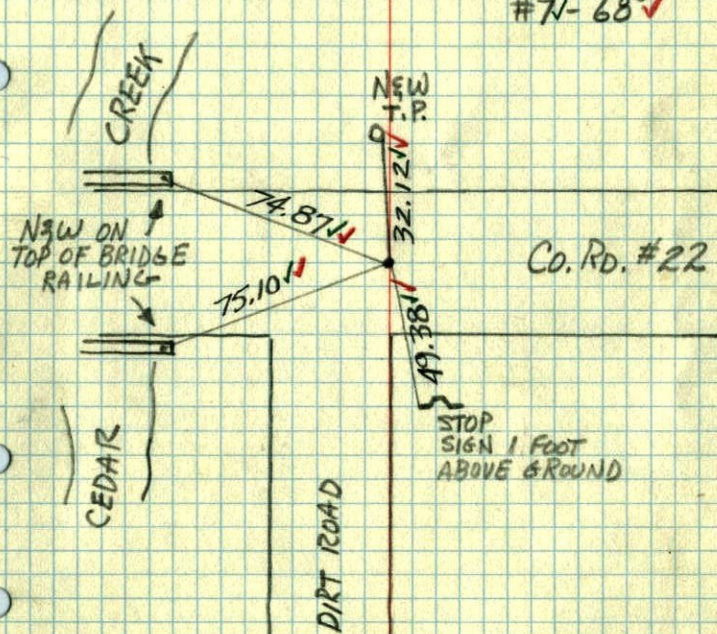 #7 - 68
CREEK
N&W
T.P.
32.12
74.87
N&W ON
TOP OF BRIDGE
RAILING
75.10
CO. RD. #22
49.38
STOP
SIGN 1 FOOT
ABOVE GROUND
CEDAR
DIRT ROAD